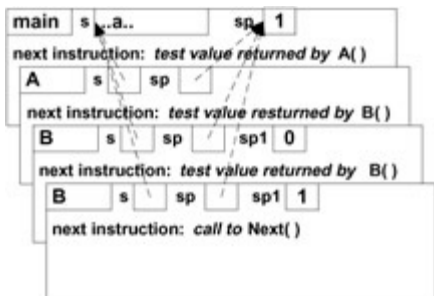 main s ..a.. sp 1
next instruction: test value returned by A( )
A s sp
next instruction: test value resturned by B( )
B s sp sp1 0
next instruction: test value returned by B( )
B s sp sp1 1
next instruction: call to Next( )